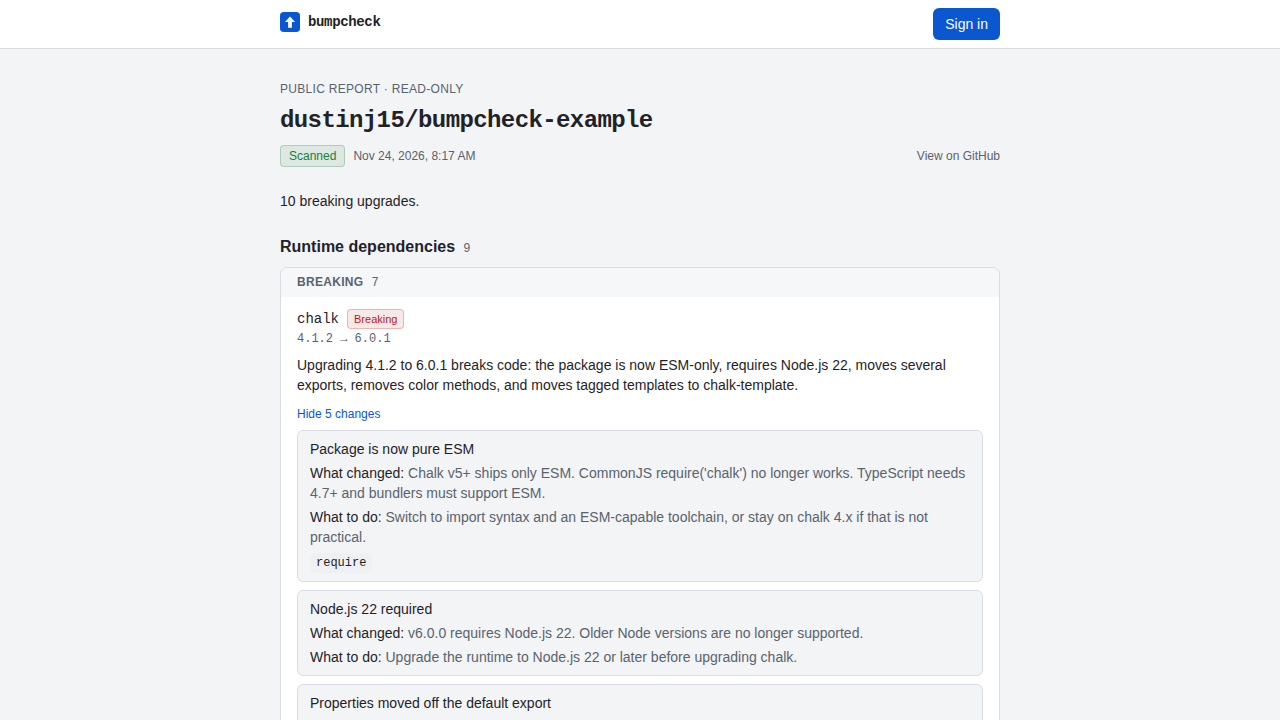 bumpcheck
Sign in
PUBLIC REPORT · READ-ONLY
dustinj15/bumpcheck-example
Scanned Nov 24, 2026, 8:17 AM View on GitHub
10 breaking upgrades.
Runtime dependencies 9
BREAKING 7
chalk Breaking
4.1.2 → 6.0.1
Upgrading 4.1.2 to 6.0.1 breaks code: the package is now ESM-only, requires Node.js 22, moves several
exports, removes color methods, and moves tagged templates to chalk-template.
Hide 5 changes
Package is now pure ESM
What changed: Chalk v5+ ships only ESM. CommonJS require('chalk') no longer works. TypeScript needs
4.7+ and bundlers must support ESM.
What to do: Switch to import syntax and an ESM-capable toolchain, or stay on chalk 4.x if that is not
practical.
require
Node.js 22 required
What changed: v6.0.0 requires Node.js 22. Older Node versions are no longer supported.
What to do: Upgrade the runtime to Node.js 22 or later before upgrading chalk.
Properties moved off the default export